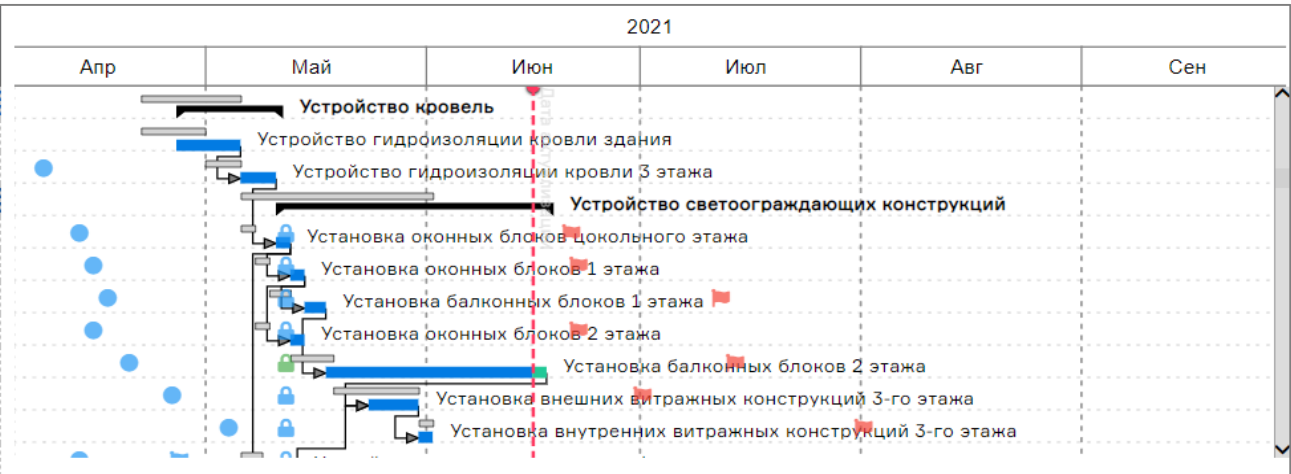 2021
Апр Май Июн Июл Авг Сен
Устройство кровель
Устройство гидроизоляции кровли здания
Устройство гидроизоляции кровли 3 этажа
Устройство светоограждающих конструкций
Установка оконных блоков цокольного этажа
Установка оконных блоков 1 этажа
Установка балконных блоков 1 этажа
Установка оконных блоков 2 этажа
Установка балконных блоков 2 этажа
Установка внешних витражных конструкций 3-го этажа
Установка внутренних витражных конструкций 3-го этажа